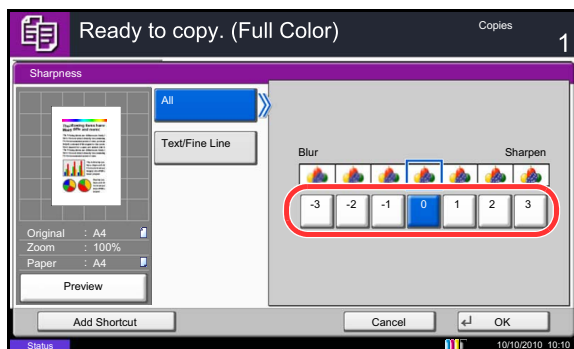 Ready to copy. (Full Color)
Copies
1
Sharpness
All
Text/Fine Line
Blur
Sharpen
-3 -2 -1 0 1 2 3
Original : A4
Zoom : 100%
Paper : A4
Preview
Add Shortcut
Cancel
OK
Status
10/10/2010 10:10